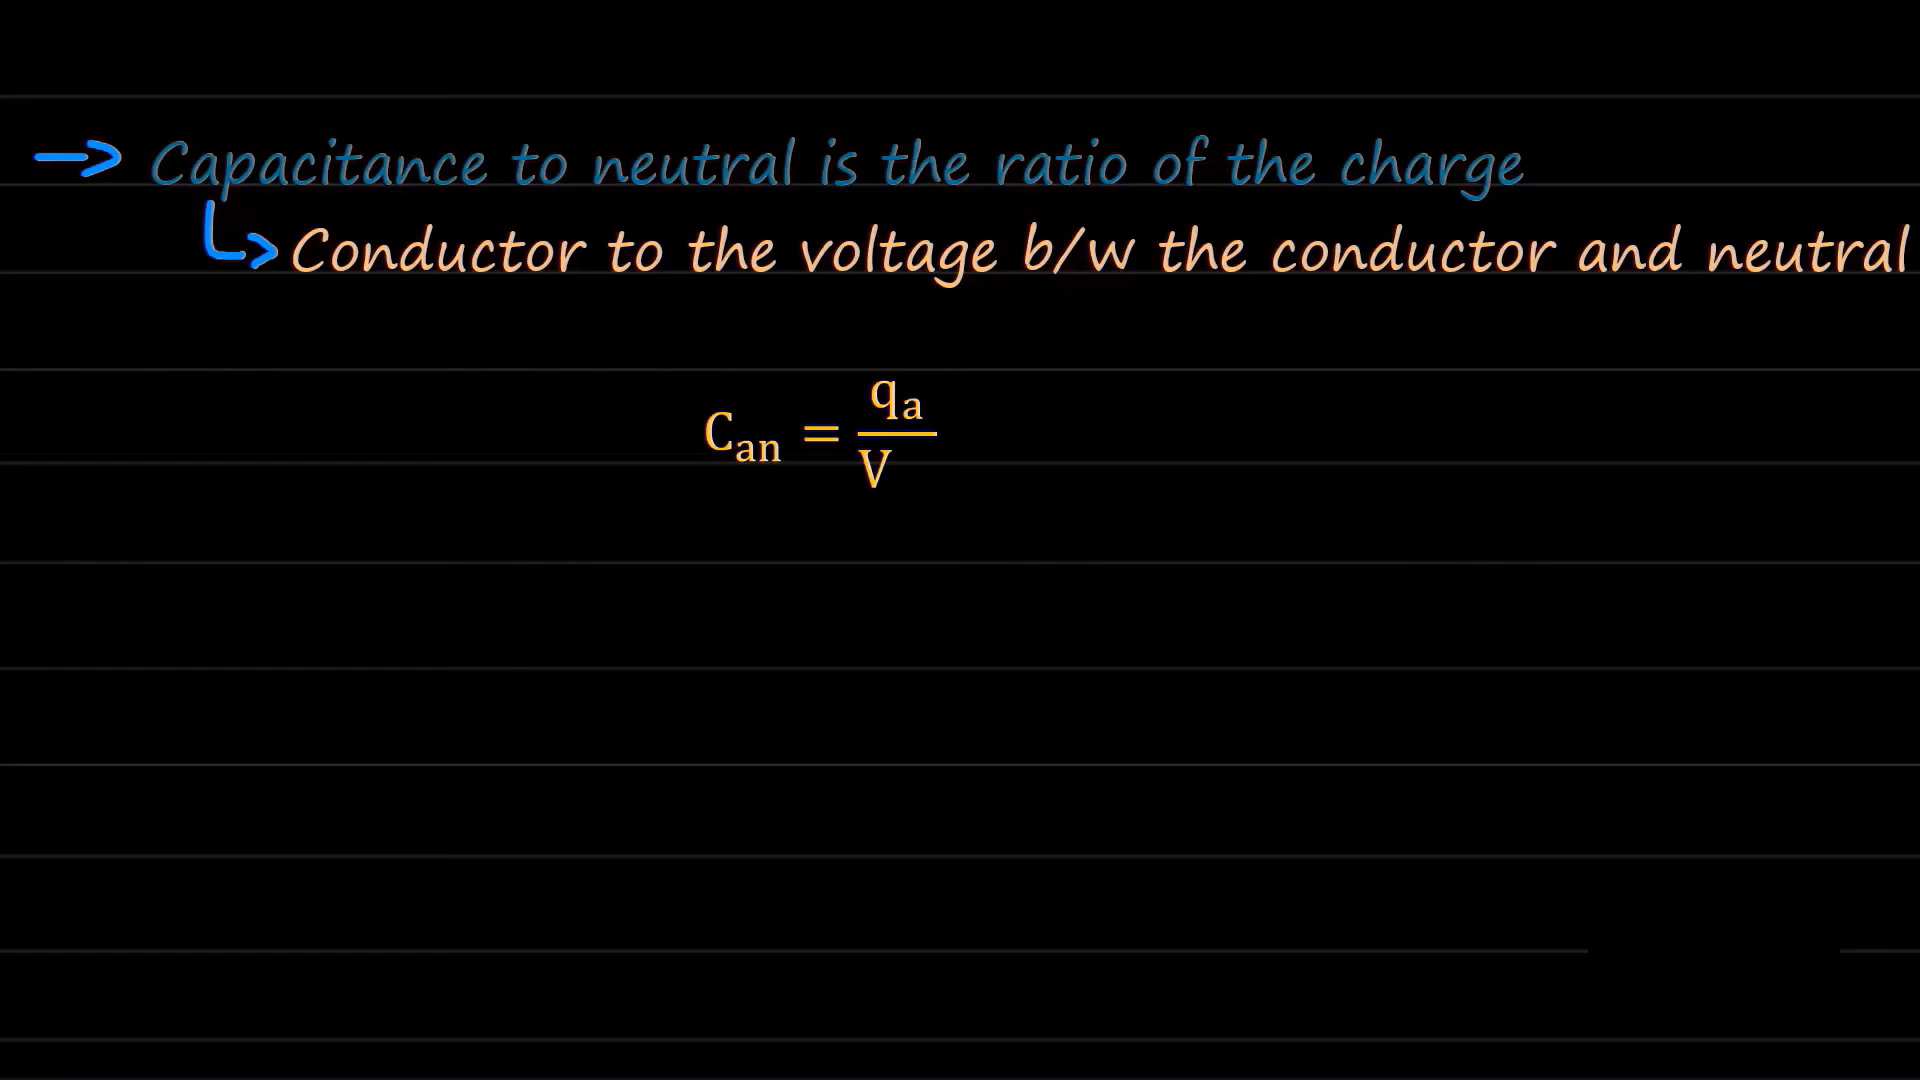 → Capacitance to neutral is the ratio of the charge
↳ Conductor to the voltage b/w the conductor and neutral
C_an = q_a / V